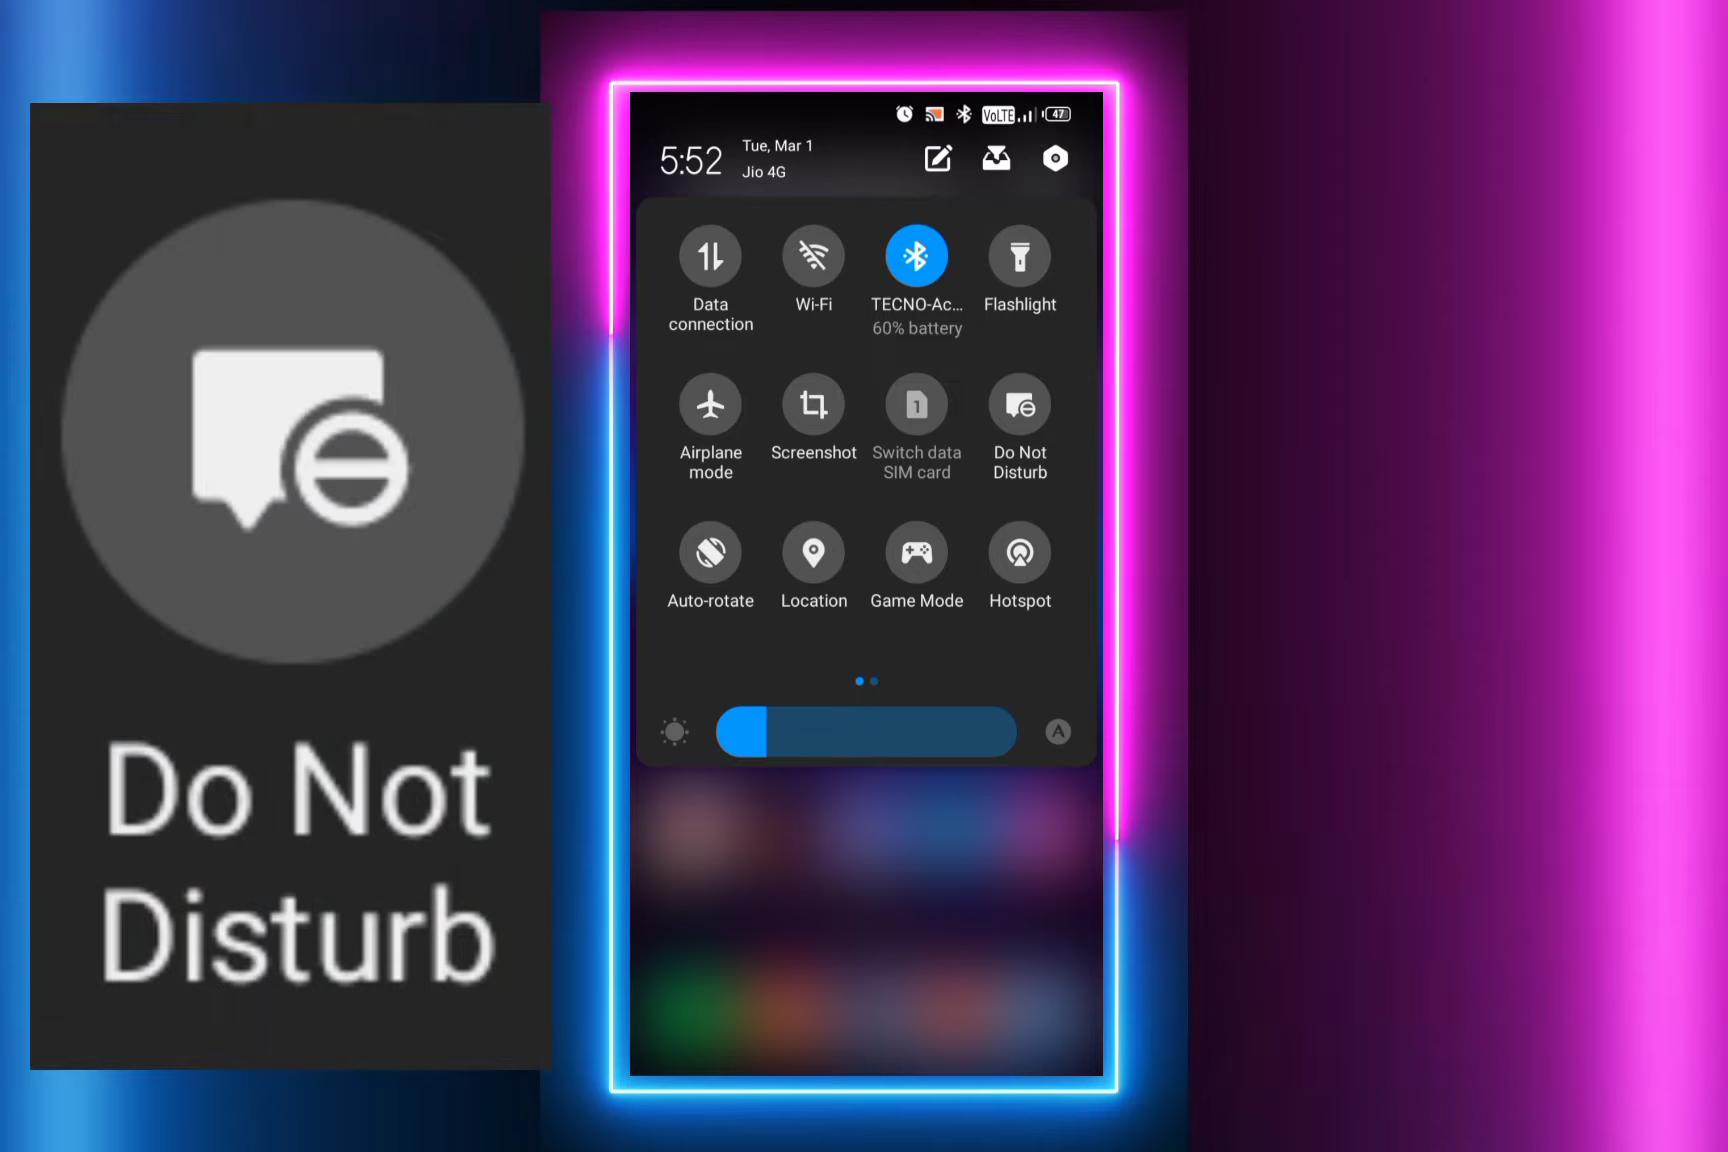 Do Not
Disturb
VoLTE
47
5:52
Tue, Mar 1
Jio 4G
Data
connection
Wi-Fi
TECNO-Ac...
60% battery
Flashlight
Airplane
mode
Screenshot
1
Switch data
SIM card
Do Not
Disturb
Auto-rotate
Location
Game Mode
Hotspot
A